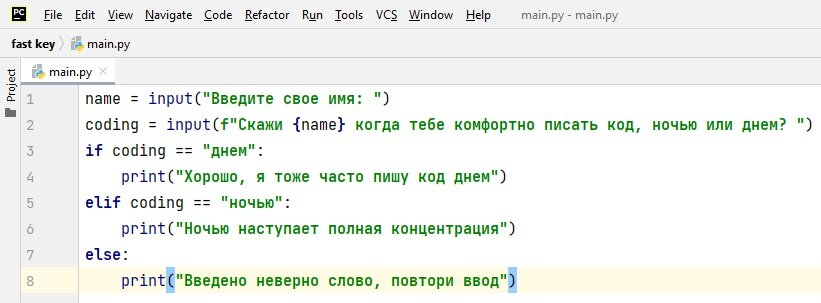 PC File Edit View Navigate Code Refactor Run Tools VCS Window Help main.py - main.py
fast key main.py
Project
main.py
1 name = input("Введите свое имя: ")
2 coding = input(f"Скажи {name} когда тебе комфортно писать код, ночью или днем? ")
3 if coding == "днем":
4     print("Хорошо, я тоже часто пишу код днем")
5 elif coding == "ночью":
6     print("Ночью наступает полная концентрация")
7 else:
8     print("Введено неверно слово, повтори ввод")